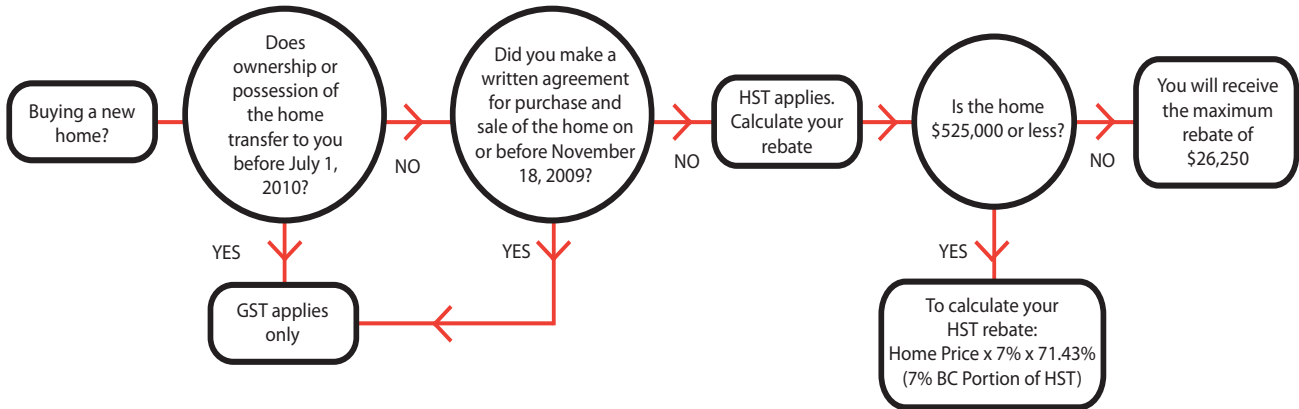 Buying a new
home?
Does
ownership or
possession of
the home
transfer to you
before July 1,
2010?
YES
NO
GST applies
only
Did you make a
written agreement
for purchase and
sale of the home on
or before November
18, 2009?
YES
NO
HST applies.
Calculate your
rebate
Is the home
$525,000 or less?
NO
You will receive
the maximum
rebate of
$26,250
YES
To calculate your
HST rebate:
Home Price x 7% x 71.43%
(7% BC Portion of HST)